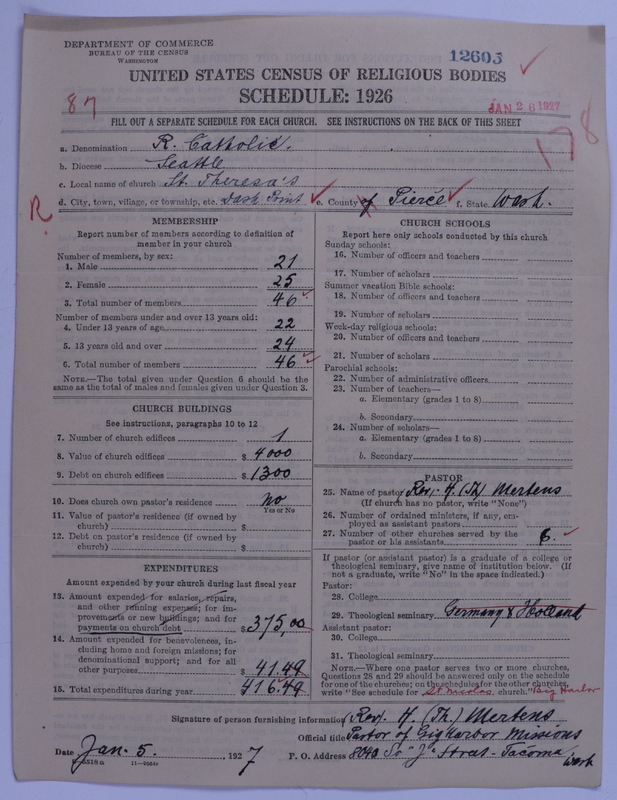 DEPARTMENT OF COMMERCE
BUREAU OF THE CENSUS
WASHINGTON
12605
UNITED STATES CENSUS OF RELIGIOUS BODIES
SCHEDULE: 1926
87
JAN 26 1927
178
FILL OUT A SEPARATE SCHEDULE FOR EACH CHURCH. SEE INSTRUCTIONS ON THE BACK OF THIS SHEET
a. Denomination R. Catholic.
b. Diocese Seattle
c. Local name of church St. Theresa's
d. City, town, village, or township, etc. Dash Point e. County of Pierce f. State Wash.
R.
MEMBERSHIP
Report number of members according to definition of member in your church
Number of members, by sex:
1. Male 21
2. Female 25
3. Total number of members 46
Number of members under and over 13 years old:
4. Under 13 years of age 22
5. 13 years old and over 24
6. Total number of members 46
NOTE.—The total given under Question 6 should be the same as the total of males and females given under Question 3.
CHURCH BUILDINGS
See instructions, paragraphs 10 to 12
7. Number of church edifices 1
8. Value of church edifices $ 4000
9. Debt on church edifices $ 1300
10. Does church own pastor's residence no
Yes or No
11. Value of pastor's residence (if owned by church) $
12. Debt on pastor's residence (if owned by church) $
EXPENDITURES
Amount expended by your church during last fiscal year
13. Amount expended for salaries, repairs, and other running expenses; for improvements or new buildings; and for payments on church debt $ 375,00
14. Amount expended for benevolences, including home and foreign missions; for denominational support; and for all other purposes $ 41.49
15. Total expenditures during year $ 416.49
CHURCH SCHOOLS
Report here only schools conducted by this church
Sunday schools:
16. Number of officers and teachers
17. Number of scholars
Summer vacation Bible schools:
18. Number of officers and teachers
19. Number of scholars
Week-day religious schools:
20. Number of officers and teachers
21. Number of scholars
Parochial schools:
22. Number of administrative officers
23. Number of teachers—
a. Elementary (grades 1 to 8)
b. Secondary
24. Number of scholars—
a. Elementary (grades 1 to 8)
b. Secondary
PASTOR
25. Name of pastor Rev. H. (Th) Mertens
(If church has no pastor, write "None")
26. Number of ordained ministers, if any, employed as assistant pastors
27. Number of other churches served by the pastor or his assistants 6.
If pastor (or assistant pastor) is a graduate of a college or theological seminary, give name of institution below. (If not a graduate, write "No" in the space indicated.)
Pastor:
28. College
29. Theological seminary Germany & Holland
Assistant pastor:
30. College
31. Theological seminary
NOTE.—Where one pastor serves two or more churches, Questions 28 and 29 should be answered only on the schedule for one of the churches; on the schedules for the other churches, write "See schedule for St Nicolas church." Gig Harbor
Signature of person furnishing information Rev. H. (Th.) Mertens
Official title Pastor of Gigharbor Missions
Date Jan. 5. , 1927 P. O. Address 8040 So "J" Street - Tacoma, Wash
11—9964